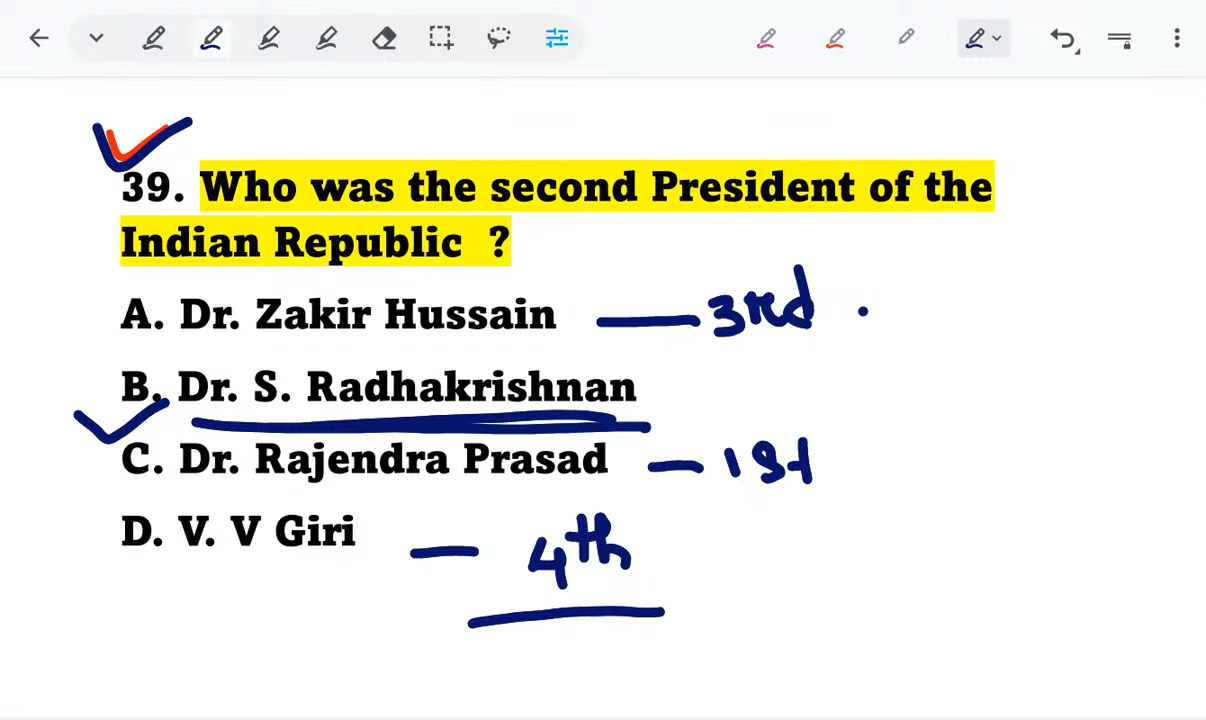 39. Who was the second President of the
Indian Republic ?
A. Dr. Zakir Hussain — 3rd .
B. Dr. S. Radhakrishnan
C. Dr. Rajendra Prasad — 1st
D. V. V Giri — 4th